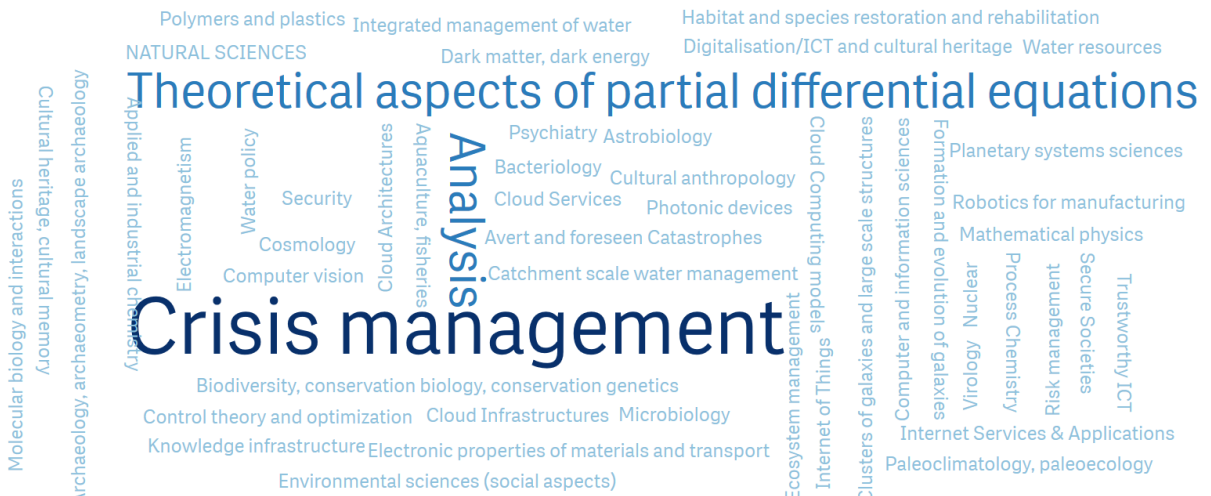 Polymers and plastics
Integrated management of water
Habitat and species restoration and rehabilitation
NATURAL SCIENCES
Dark matter, dark energy
Digitalisation/ICT and cultural heritage
Water resources
Theoretical aspects of partial differential equations
Molecular biology and interactions
Cultural heritage, cultural memory
Archaeology, archaeometry, landscape archaeology
Applied and industrial chemistry
Electromagnetism
Water policy
Security
Cosmology
Computer vision
Cloud Architectures
Aquaculture, fisheries
Analysis
Psychiatry
Astrobiology
Bacteriology
Cultural anthropology
Cloud Services
Photonic devices
Avert and foreseen Catastrophes
Catchment scale water management
Cloud Computing models
Clusters of galaxies and large scale structures
Computer and information sciences
Formation and evolution of galaxies
Planetary systems sciences
Robotics for manufacturing
Mathematical physics
Nuclear
Virology
Process Chemistry
Risk management
Secure Societies
Trustworthy ICT
Crisis management
Ecosystem management
Internet of Things
Biodiversity, conservation biology, conservation genetics
Control theory and optimization
Cloud Infrastructures
Microbiology
Knowledge infrastructure
Electronic properties of materials and transport
Environmental sciences (social aspects)
Internet Services & Applications
Paleoclimatology, paleoecology